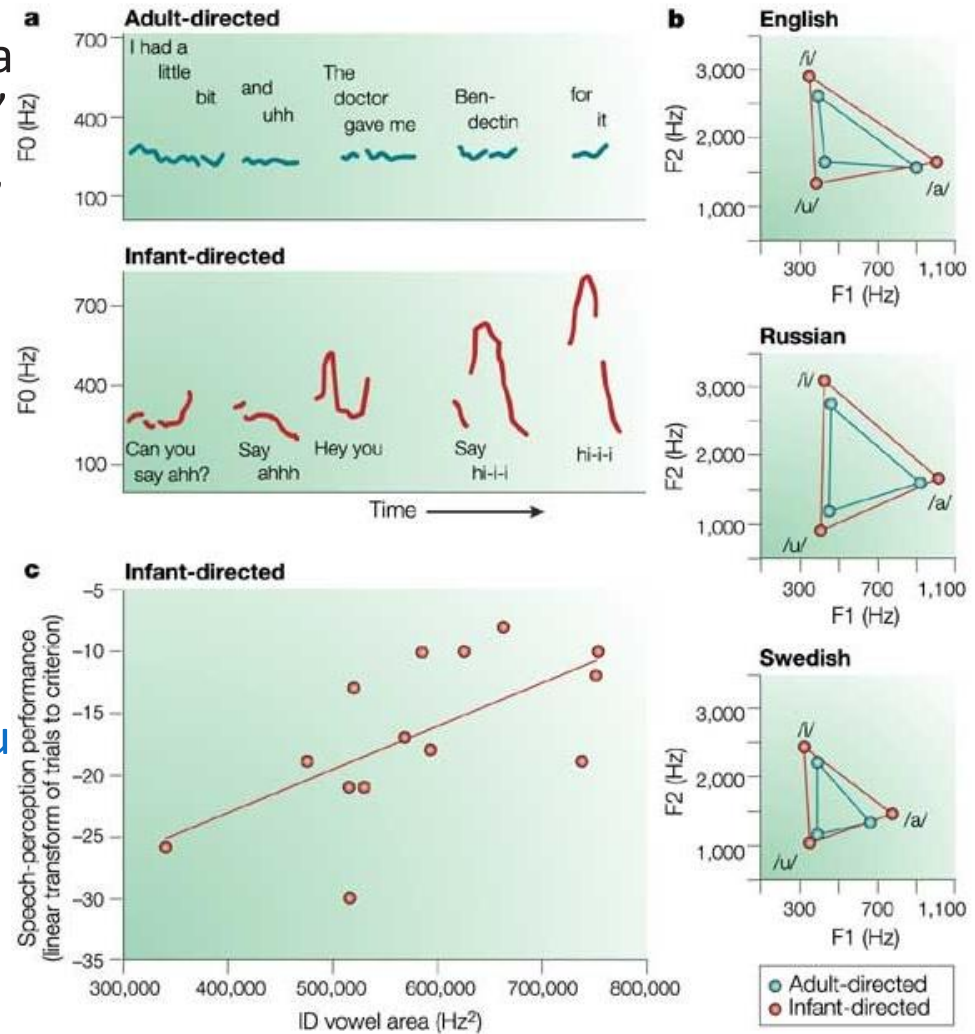 a
Adult-directed
700
400
100
F0 (Hz)
I had a
little
bit
and
uhh
The
doctor
gave me
Ben-
dectin
for
it
Infant-directed
700
400
100
F0 (Hz)
Can you
say ahh?
Say
ahhh
Hey you
Say
hi-i-i
hi-i-i
Time
b
English
3,000
2,000
1,000
F2 (Hz)
/i/
/a/
/u/
300 700 1,100
F1 (Hz)
Russian
3,000
2,000
1,000
F2 (Hz)
/i/
/a/
/u/
300 700 1,100
F1 (Hz)
Swedish
3,000
2,000
1,000
F2 (Hz)
/i/
/a/
/u/
300 700 1,100
F1 (Hz)
Adult-directed
Infant-directed
c
Infant-directed
Speech-perception performance
(linear transform of trials to criterion)
–5
–10
–15
–20
–25
–30
–35
300,000 400,000 500,000 600,000 700,000 800,000
ID vowel area (Hz²)
a
u